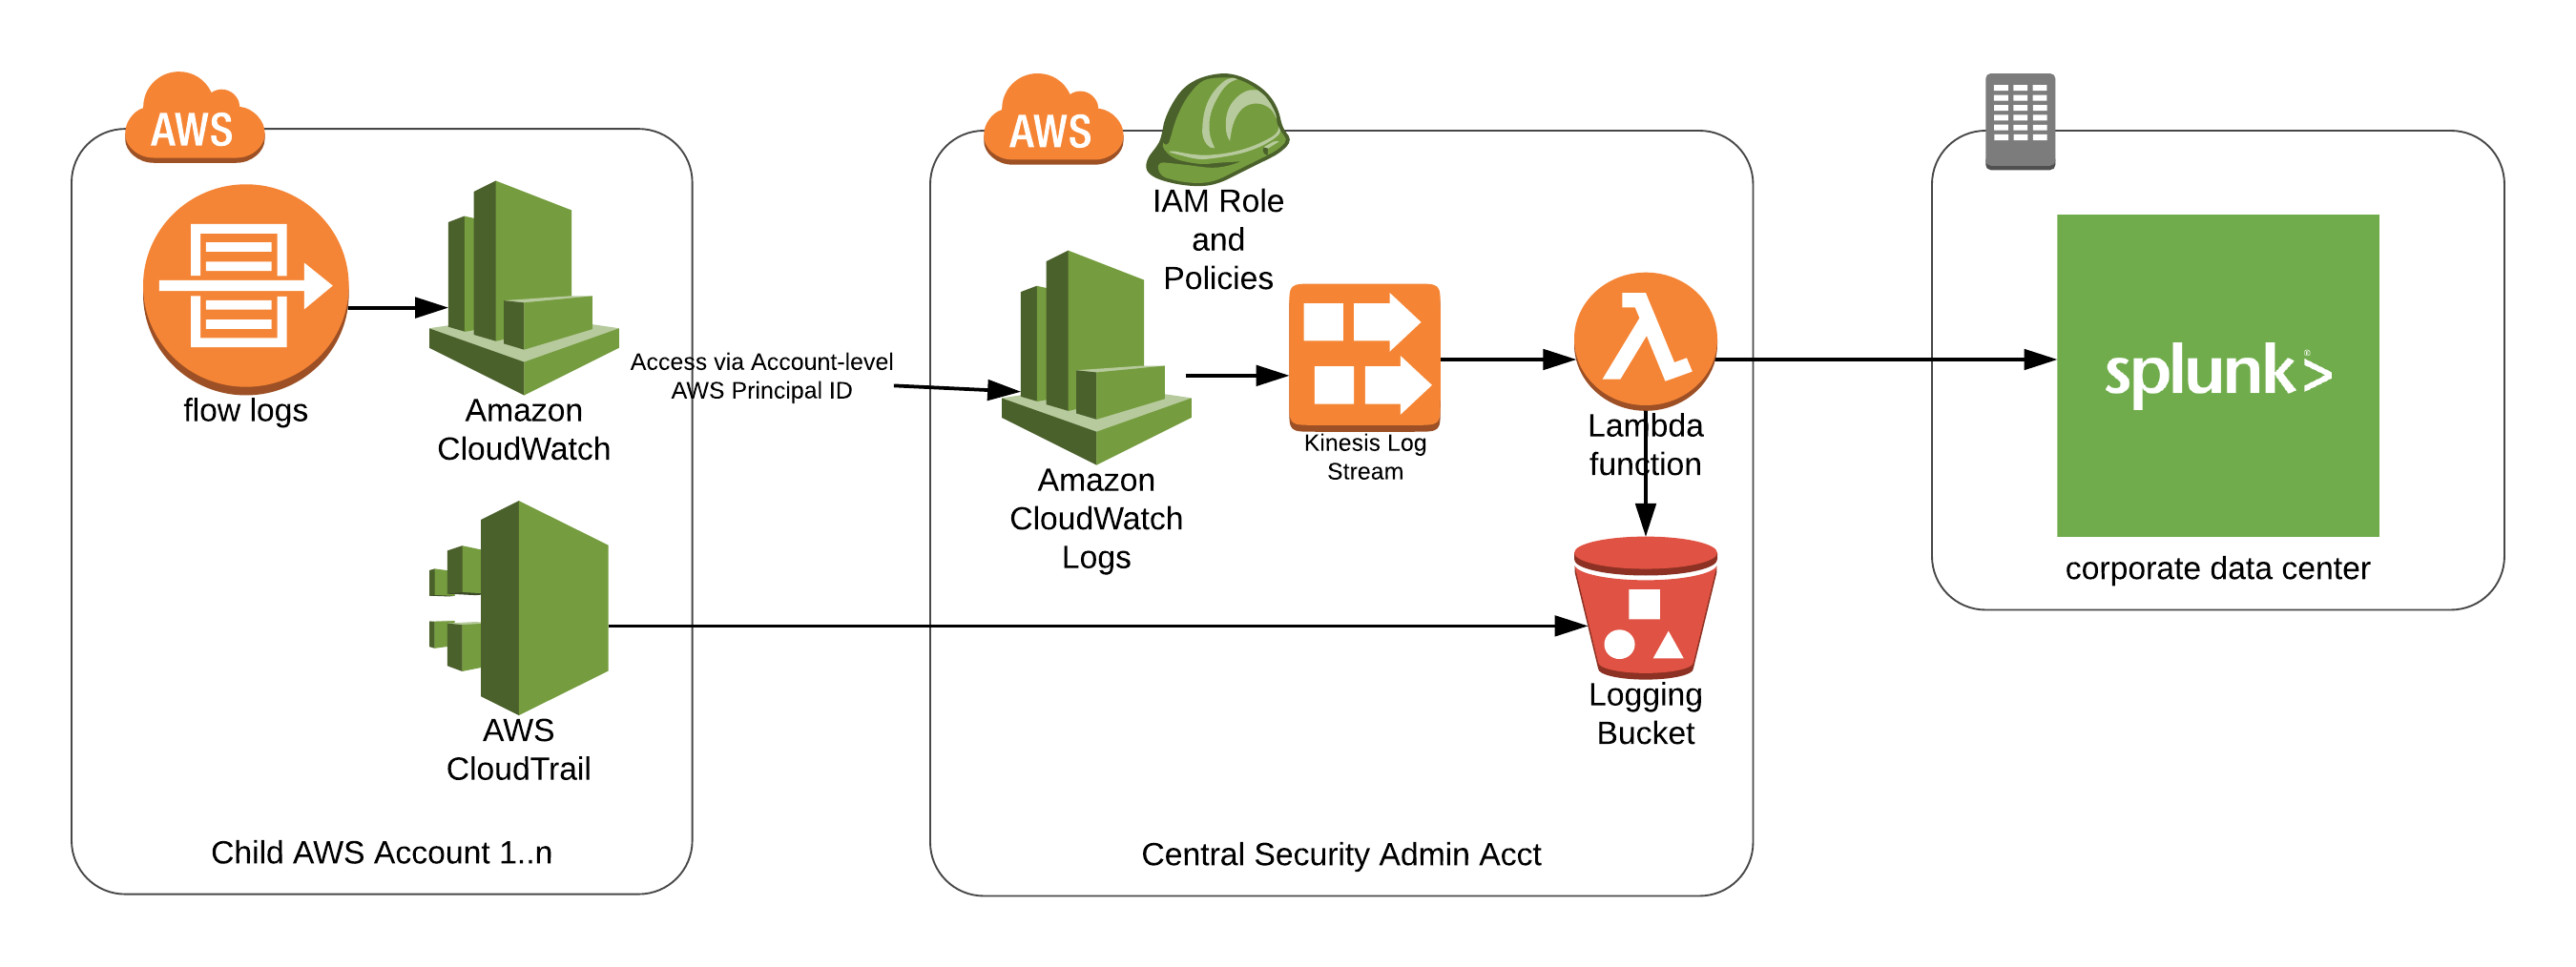 AWS
flow logs
Amazon
CloudWatch
AWS
CloudTrail
Child AWS Account 1..n
Access via Account-level
AWS Principal ID
AWS
IAM Role
and
Policies
Amazon
CloudWatch
Logs
Kinesis Log
Stream
Lambda
function
Logging
Bucket
Central Security Admin Acct
splunk>®
corporate data center